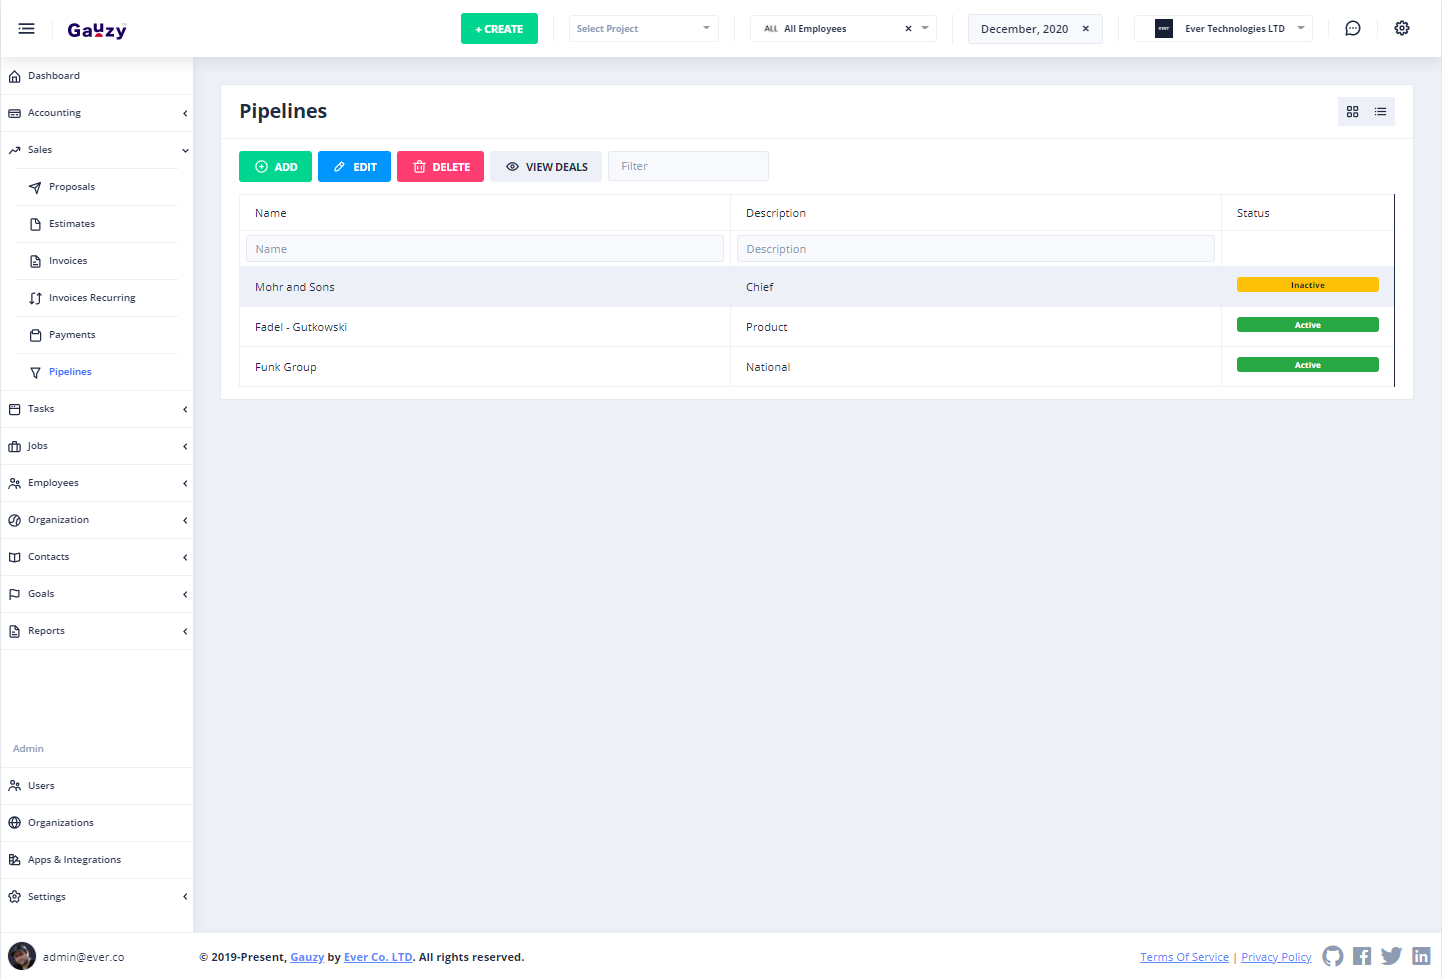 Gauzy
+ CREATE
Select Project
ALL All Employees ×
December, 2020 ×
ever Ever Technologies LTD
Dashboard
Accounting
Sales
Proposals
Estimates
Invoices
Invoices Recurring
Payments
Pipelines
Tasks
Jobs
Employees
Organization
Contacts
Goals
Reports
Admin
Users
Organizations
Apps & Integrations
Settings
Pipelines
ADD EDIT DELETE VIEW DEALS Filter
Name Description Status
Name Description
Mohr and Sons Chief Inactive
Fadel - Gutkowski Product Active
Funk Group National Active
admin@ever.co
© 2019-Present, Gauzy by Ever Co. LTD. All rights reserved.
Terms Of Service | Privacy Policy